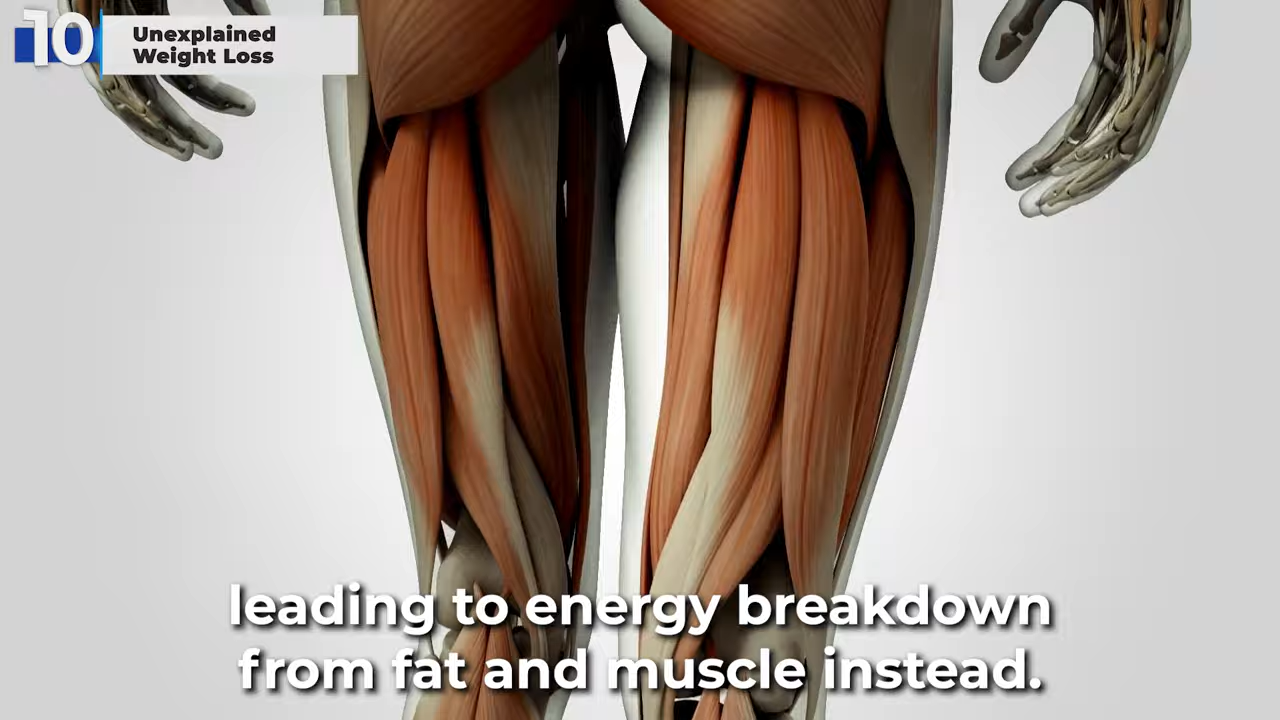 10
Unexplained
Weight Loss
leading to energy breakdown
from fat and muscle instead.